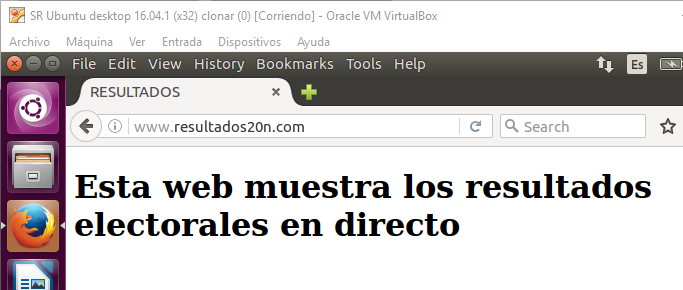 SR Ubuntu desktop 16.04.1 (x32) clonar (0) [Corriendo] - Oracle VM VirtualBox
Archivo Máquina Ver Entrada Dispositivos Ayuda
File Edit View History Bookmarks Tools Help Es
RESULTADOS
www.resultados20n.com Search
Esta web muestra los resultados
electorales en directo